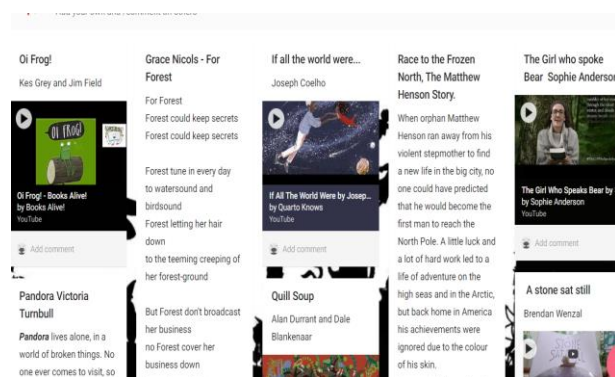 Oi Frog!
Kes Grey and Jim Field
OI FROG!
Oi Frog! - Books Alive!
by Books Alive!
YouTube
Add comment
Pandora Victoria
Turnbull
Pandora lives alone, in a
world of broken things. No
one ever comes to visit, so
Grace Nicols - For
Forest
For Forest
Forest could keep secrets
Forest could keep secrets
Forest tune in every day
to watersound and
birdsound
Forest letting her hair
down
to the teeming creeping of
her forest-ground
But Forest don't broadcast
her business
no Forest cover her
business down
If all the world were...
Joseph Coelho
If All The World Were by Josep...
by Quarto Knows
YouTube
Add comment
Quill Soup
Alan Durrant and Dale
Blankenaar
Race to the Frozen
North, The Matthew
Henson Story.
When orphan Matthew
Henson ran away from his
violent stepmother to find
a new life in the big city, no
one could have predicted
that he would become the
first man to reach the
North Pole. A little luck and
a lot of hard work led to a
life of adventure on the
high seas and in the Arctic,
but back home in America
his achievements were
ignored due to the colour
of his skin.
The Girl who spoke
Bear Sophie Anderson
The Girl Who Speaks Bear by
by Sophie Anderson
YouTube
Add comment
A stone sat still
Brendan Wenzal